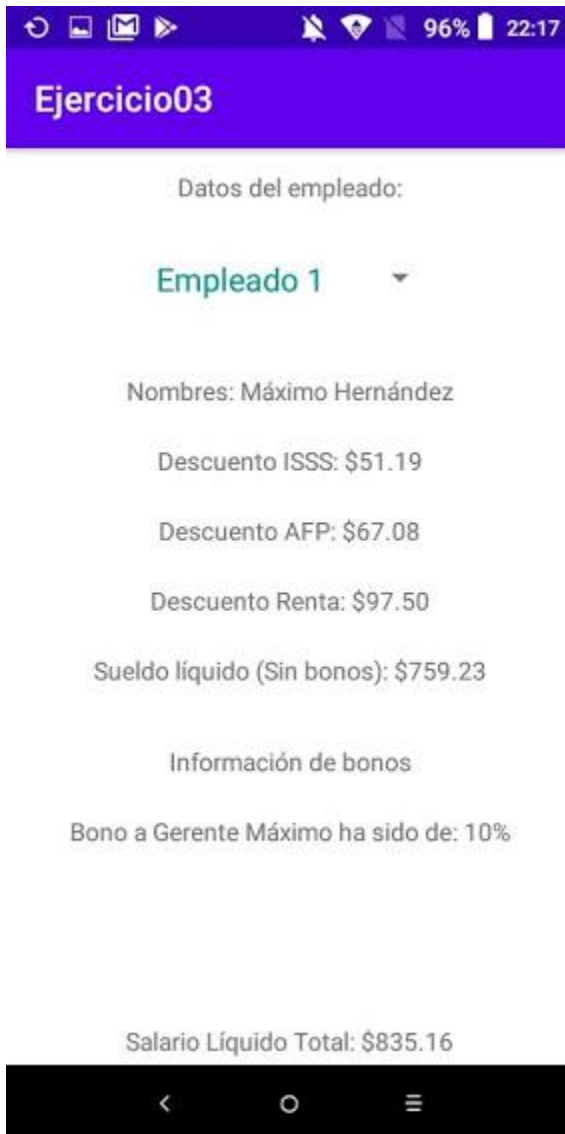 96% 22:17
Ejercicio03
Datos del empleado:
Empleado 1
Nombres: Máximo Hernández
Descuento ISSS: $51.19
Descuento AFP: $67.08
Descuento Renta: $97.50
Sueldo líquido (Sin bonos): $759.23
Información de bonos
Bono a Gerente Máximo ha sido de: 10%
Salario Líquido Total: $835.16